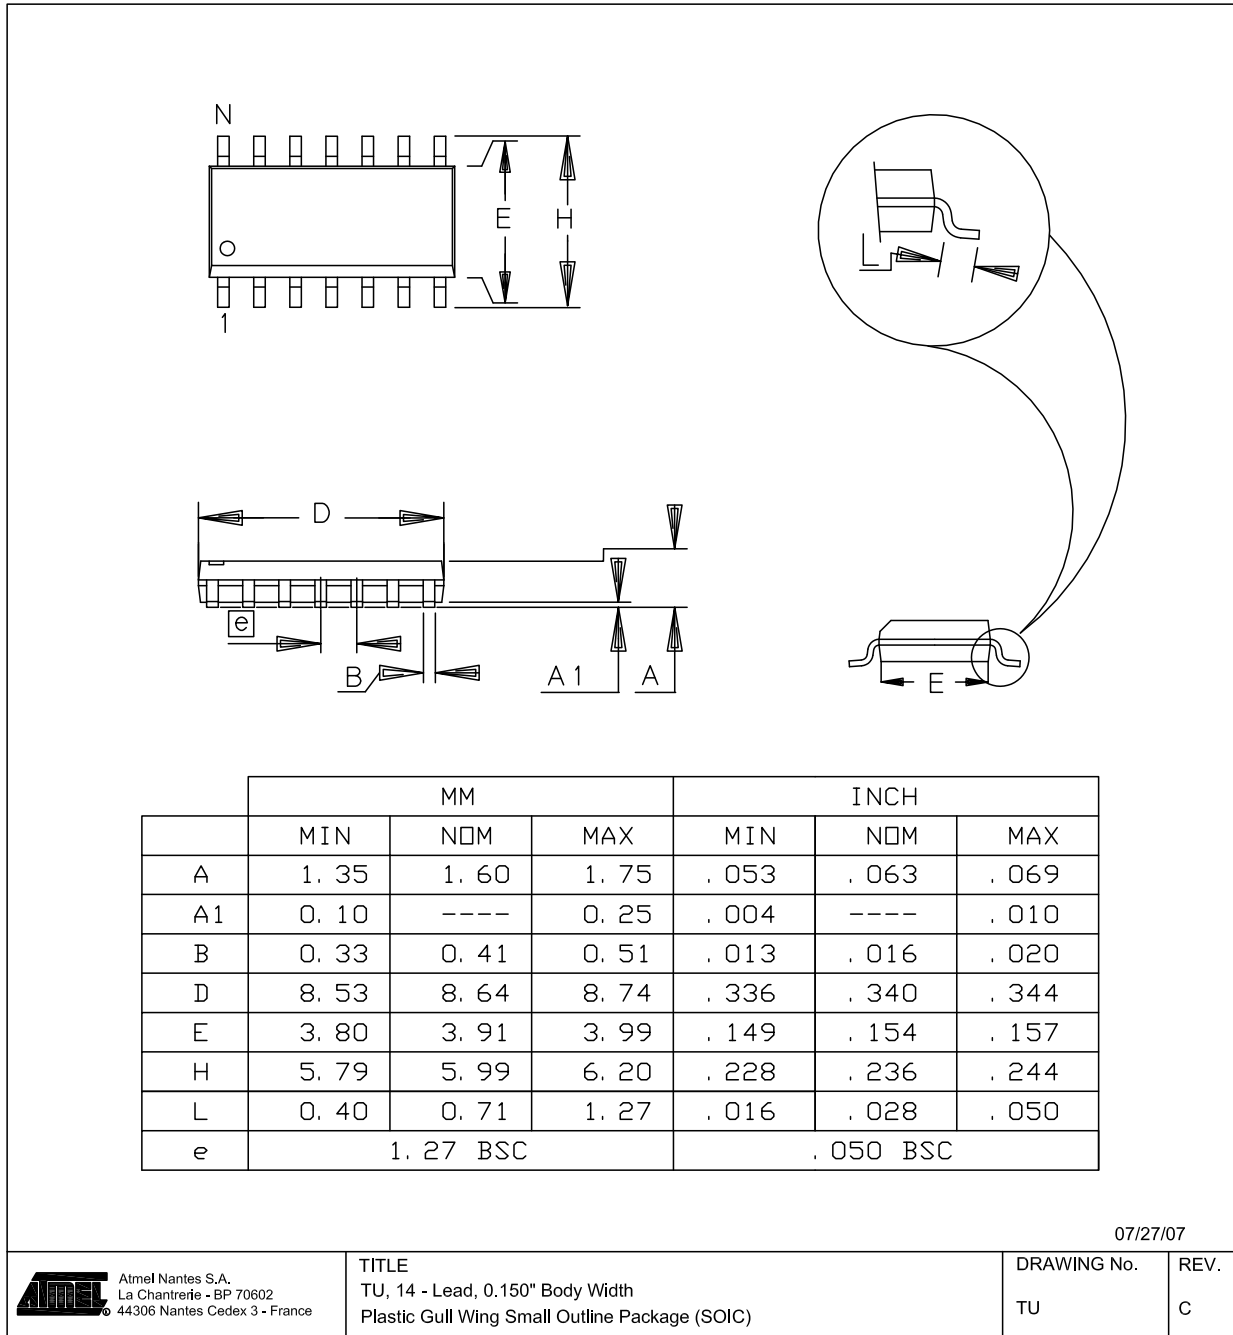 N
E
H
1
L
D
e
B
A1
A
E
MM INCH
MIN NOM MAX MIN NOM MAX
A 1.35 1.60 1.75 .053 .063 .069
A1 0.10 ---- 0.25 .004 ---- .010
B 0.33 0.41 0.51 .013 .016 .020
D 8.53 8.64 8.74 .336 .340 .344
E 3.80 3.91 3.99 .149 .154 .157
H 5.79 5.99 6.20 .228 .236 .244
L 0.40 0.71 1.27 .016 .028 .050
e 1.27 BSC .050 BSC
07/27/07
ATMEL
®
Atmel Nantes S.A.
La Chantrerie - BP 70602
44306 Nantes Cedex 3 - France
TITLE
TU, 14 - Lead, 0.150" Body Width
Plastic Gull Wing Small Outline Package (SOIC)
DRAWING No.
TU
REV.
C